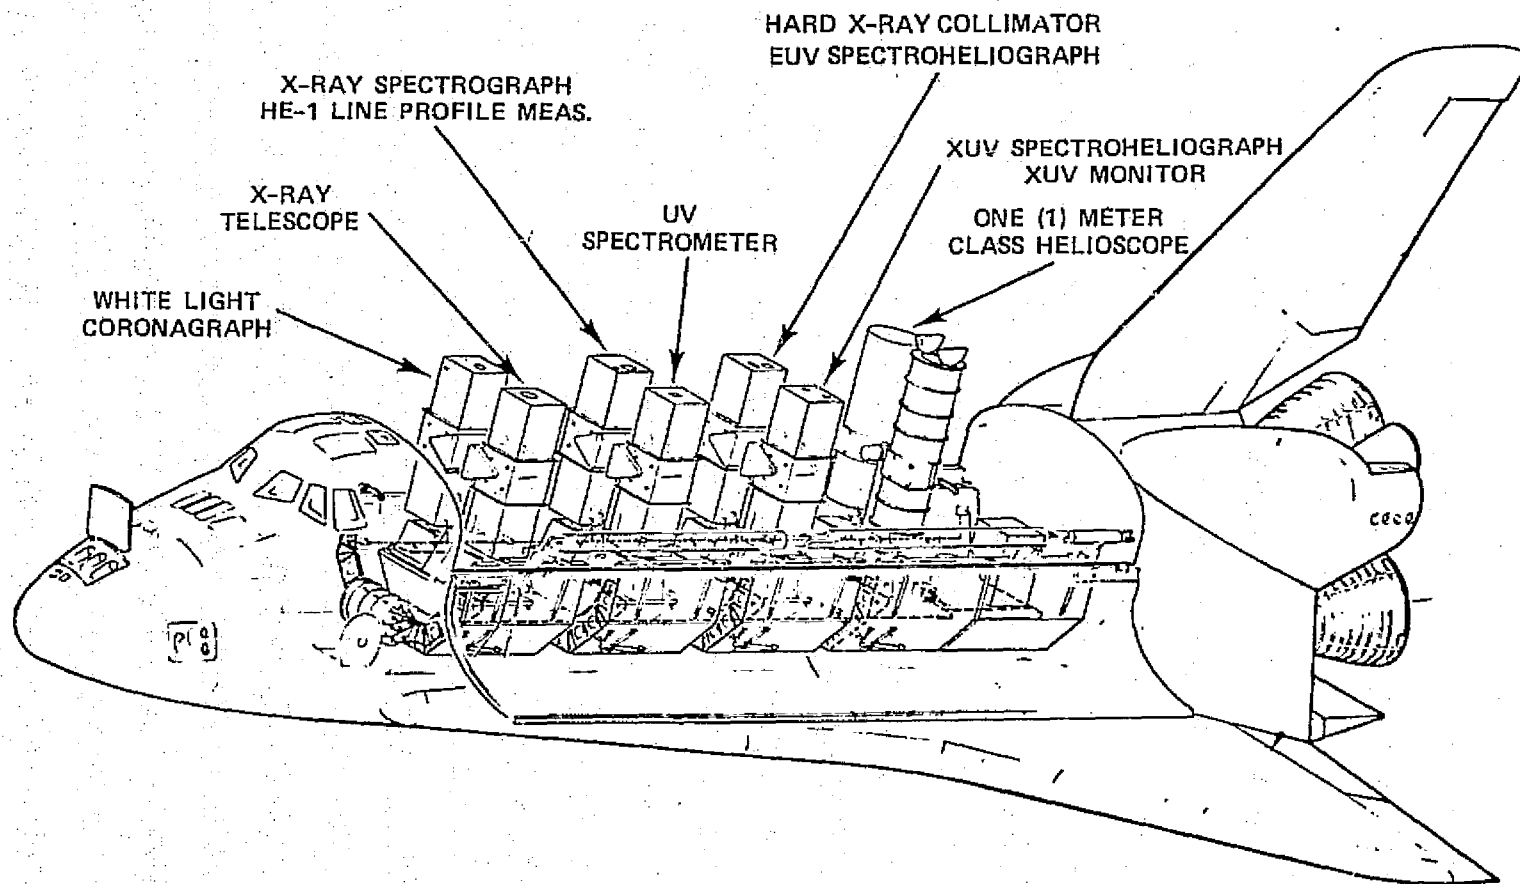 HARD X-RAY COLLIMATOR
EUV SPECTROHELIOGRAPH
X-RAY SPECTROGRAPH
HE-1 LINE PROFILE MEAS.
XUV SPECTROHELIOGRAPH
XUV MONITOR
X-RAY
TELESCOPE
UV
SPECTROMETER
ONE (1) METER
CLASS HELIOSCOPE
WHITE LIGHT
CORONAGRAPH